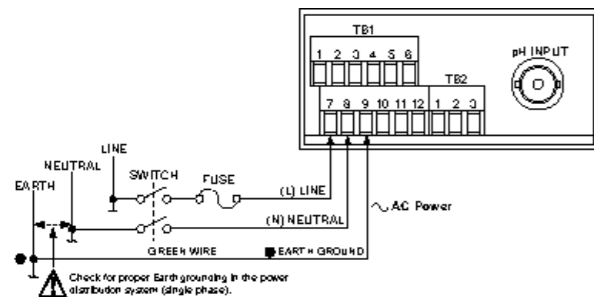 TB1
pH INPUT
1 2 3 4 5 6
TB2
7 8 9 10 11 12 1 2 3
LINE
NEUTRAL
SWITCH
FUSE
EARTH
(L) LINE
(N) NEUTRAL
AC Power
GREEN WIRE
EARTH GROUND
Check for proper Earth grounding in the power
distribution system (single phase).